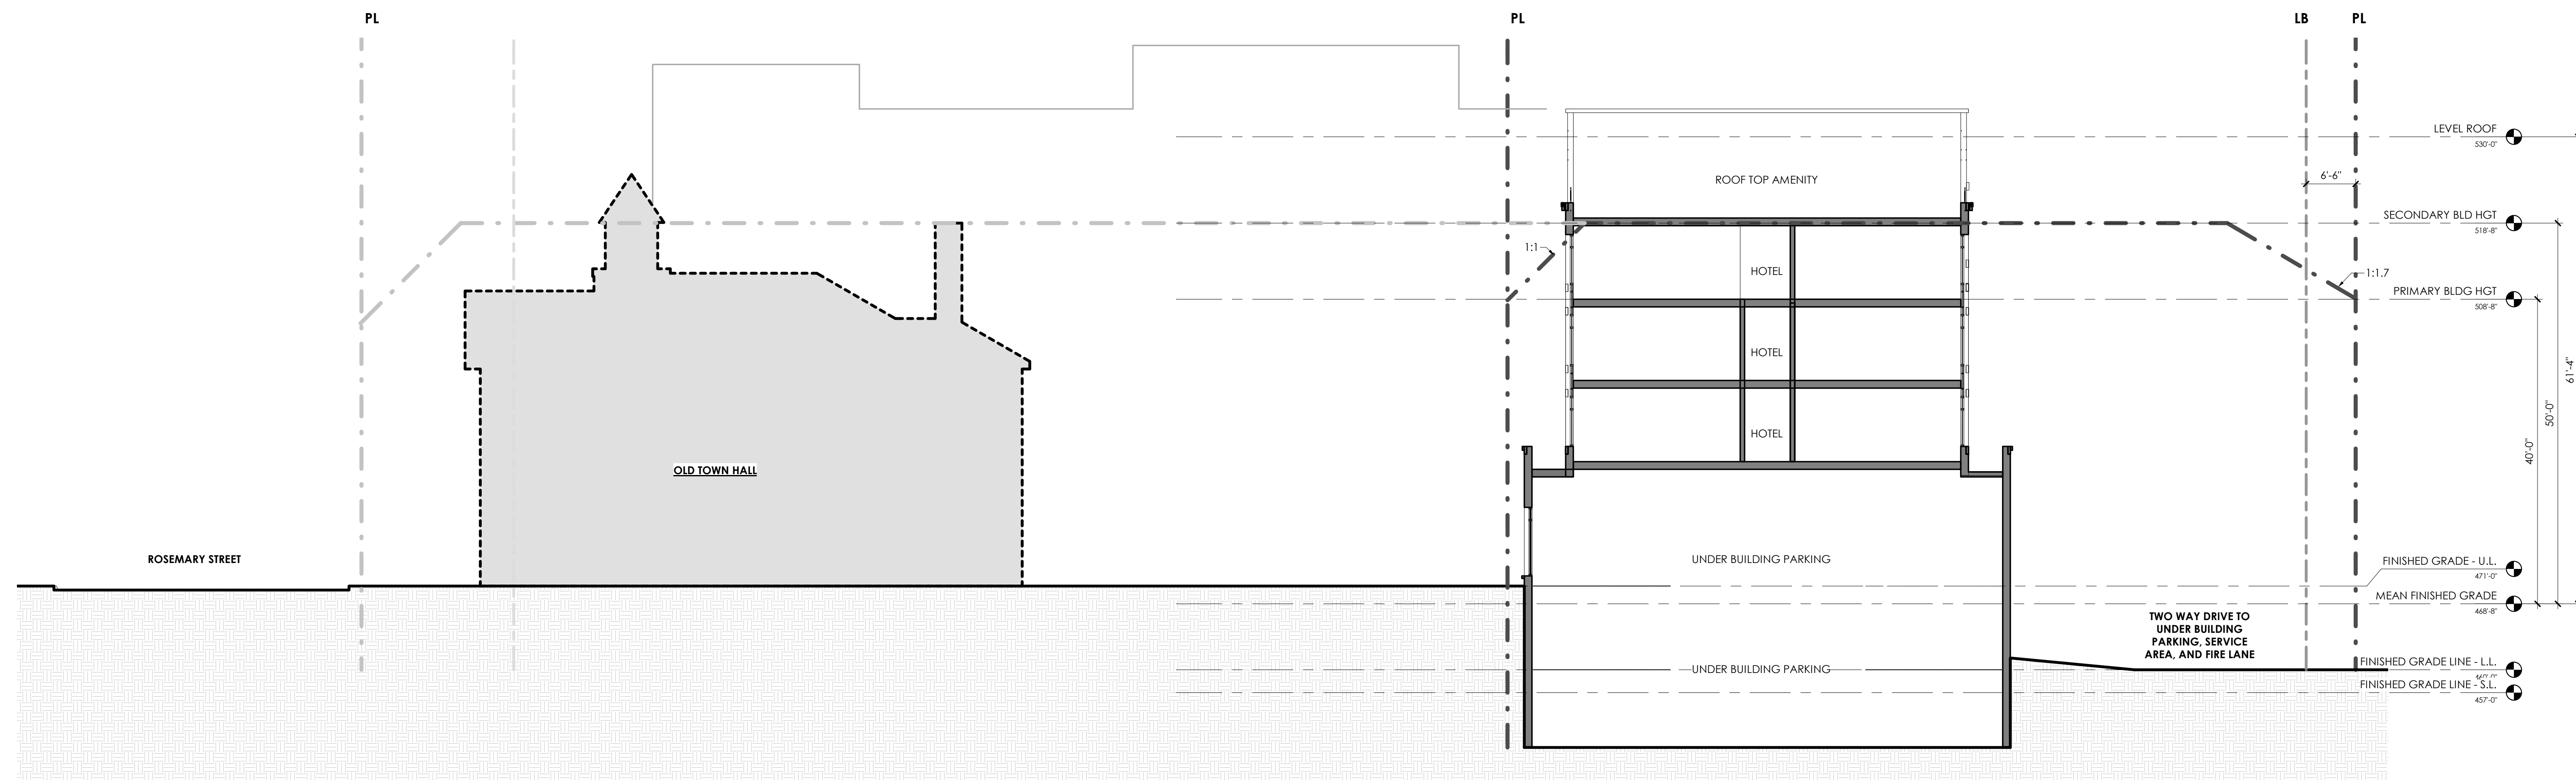 PL
PL
LB
PL
LEVEL ROOF
530'-0"
6'-6"
ROOF TOP AMENITY
SECONDARY BLD HGT
518'-8"
1:1
HOTEL
1:1.7
PRIMARY BLDG HGT
508'-8"
HOTEL
61'-4"
50'-0"
40'-0"
HOTEL
OLD TOWN HALL
ROSEMARY STREET
UNDER BUILDING PARKING
FINISHED GRADE - U.L.
471'-0"
MEAN FINISHED GRADE
468'-8"
TWO WAY DRIVE TO
UNDER BUILDING
PARKING, SERVICE
AREA, AND FIRE LANE
UNDER BUILDING PARKING
FINISHED GRADE LINE - L.L.
FINISHED GRADE LINE - S.L.
457'-0"